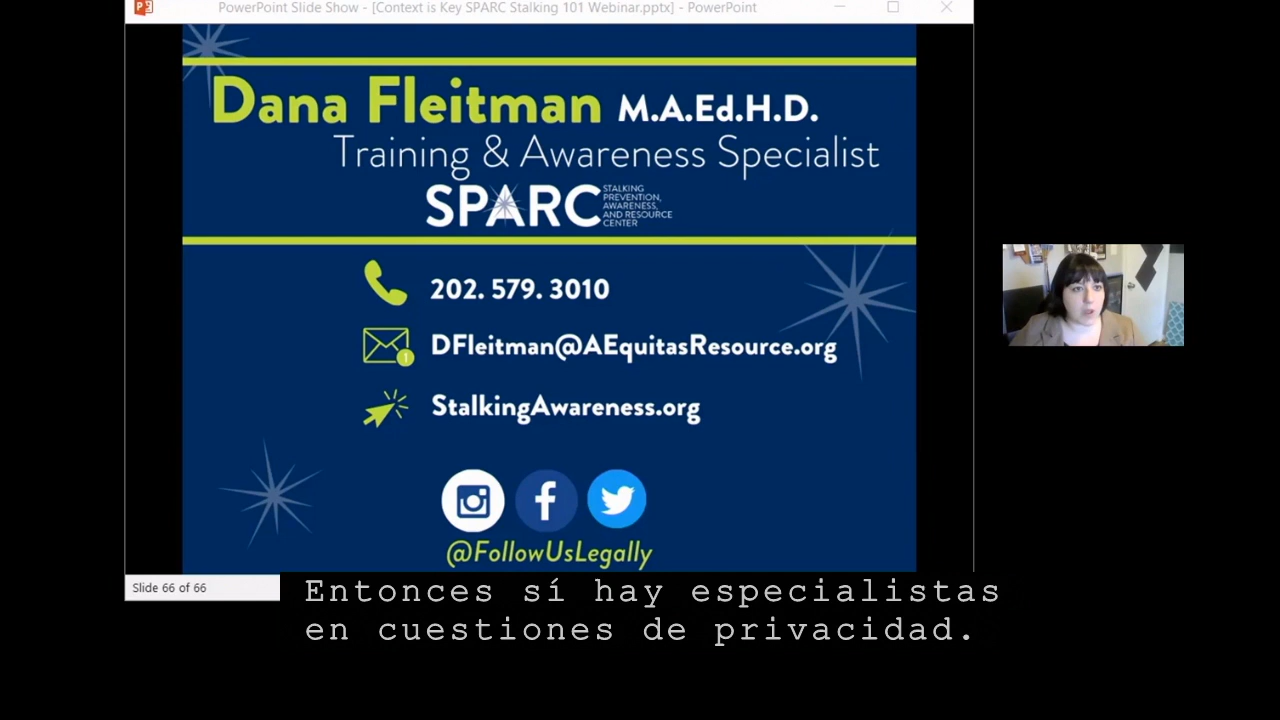 PowerPoint Slide Show - [Context is Key SPARC Stalking 101 Webinar.pptx] - PowerPoint
Dana Fleitman M.A.Ed.H.D.
Training & Awareness Specialist
SPARC
STALKING
PREVENTION,
AWARENESS,
AND RESOURCE
CENTER
202. 579. 3010
DFleitman@AEquitasResource.org
StalkingAwareness.org
@FollowUsLegally
Slide 66 of 66
Entonces sí hay especialistas
en cuestiones de privacidad.